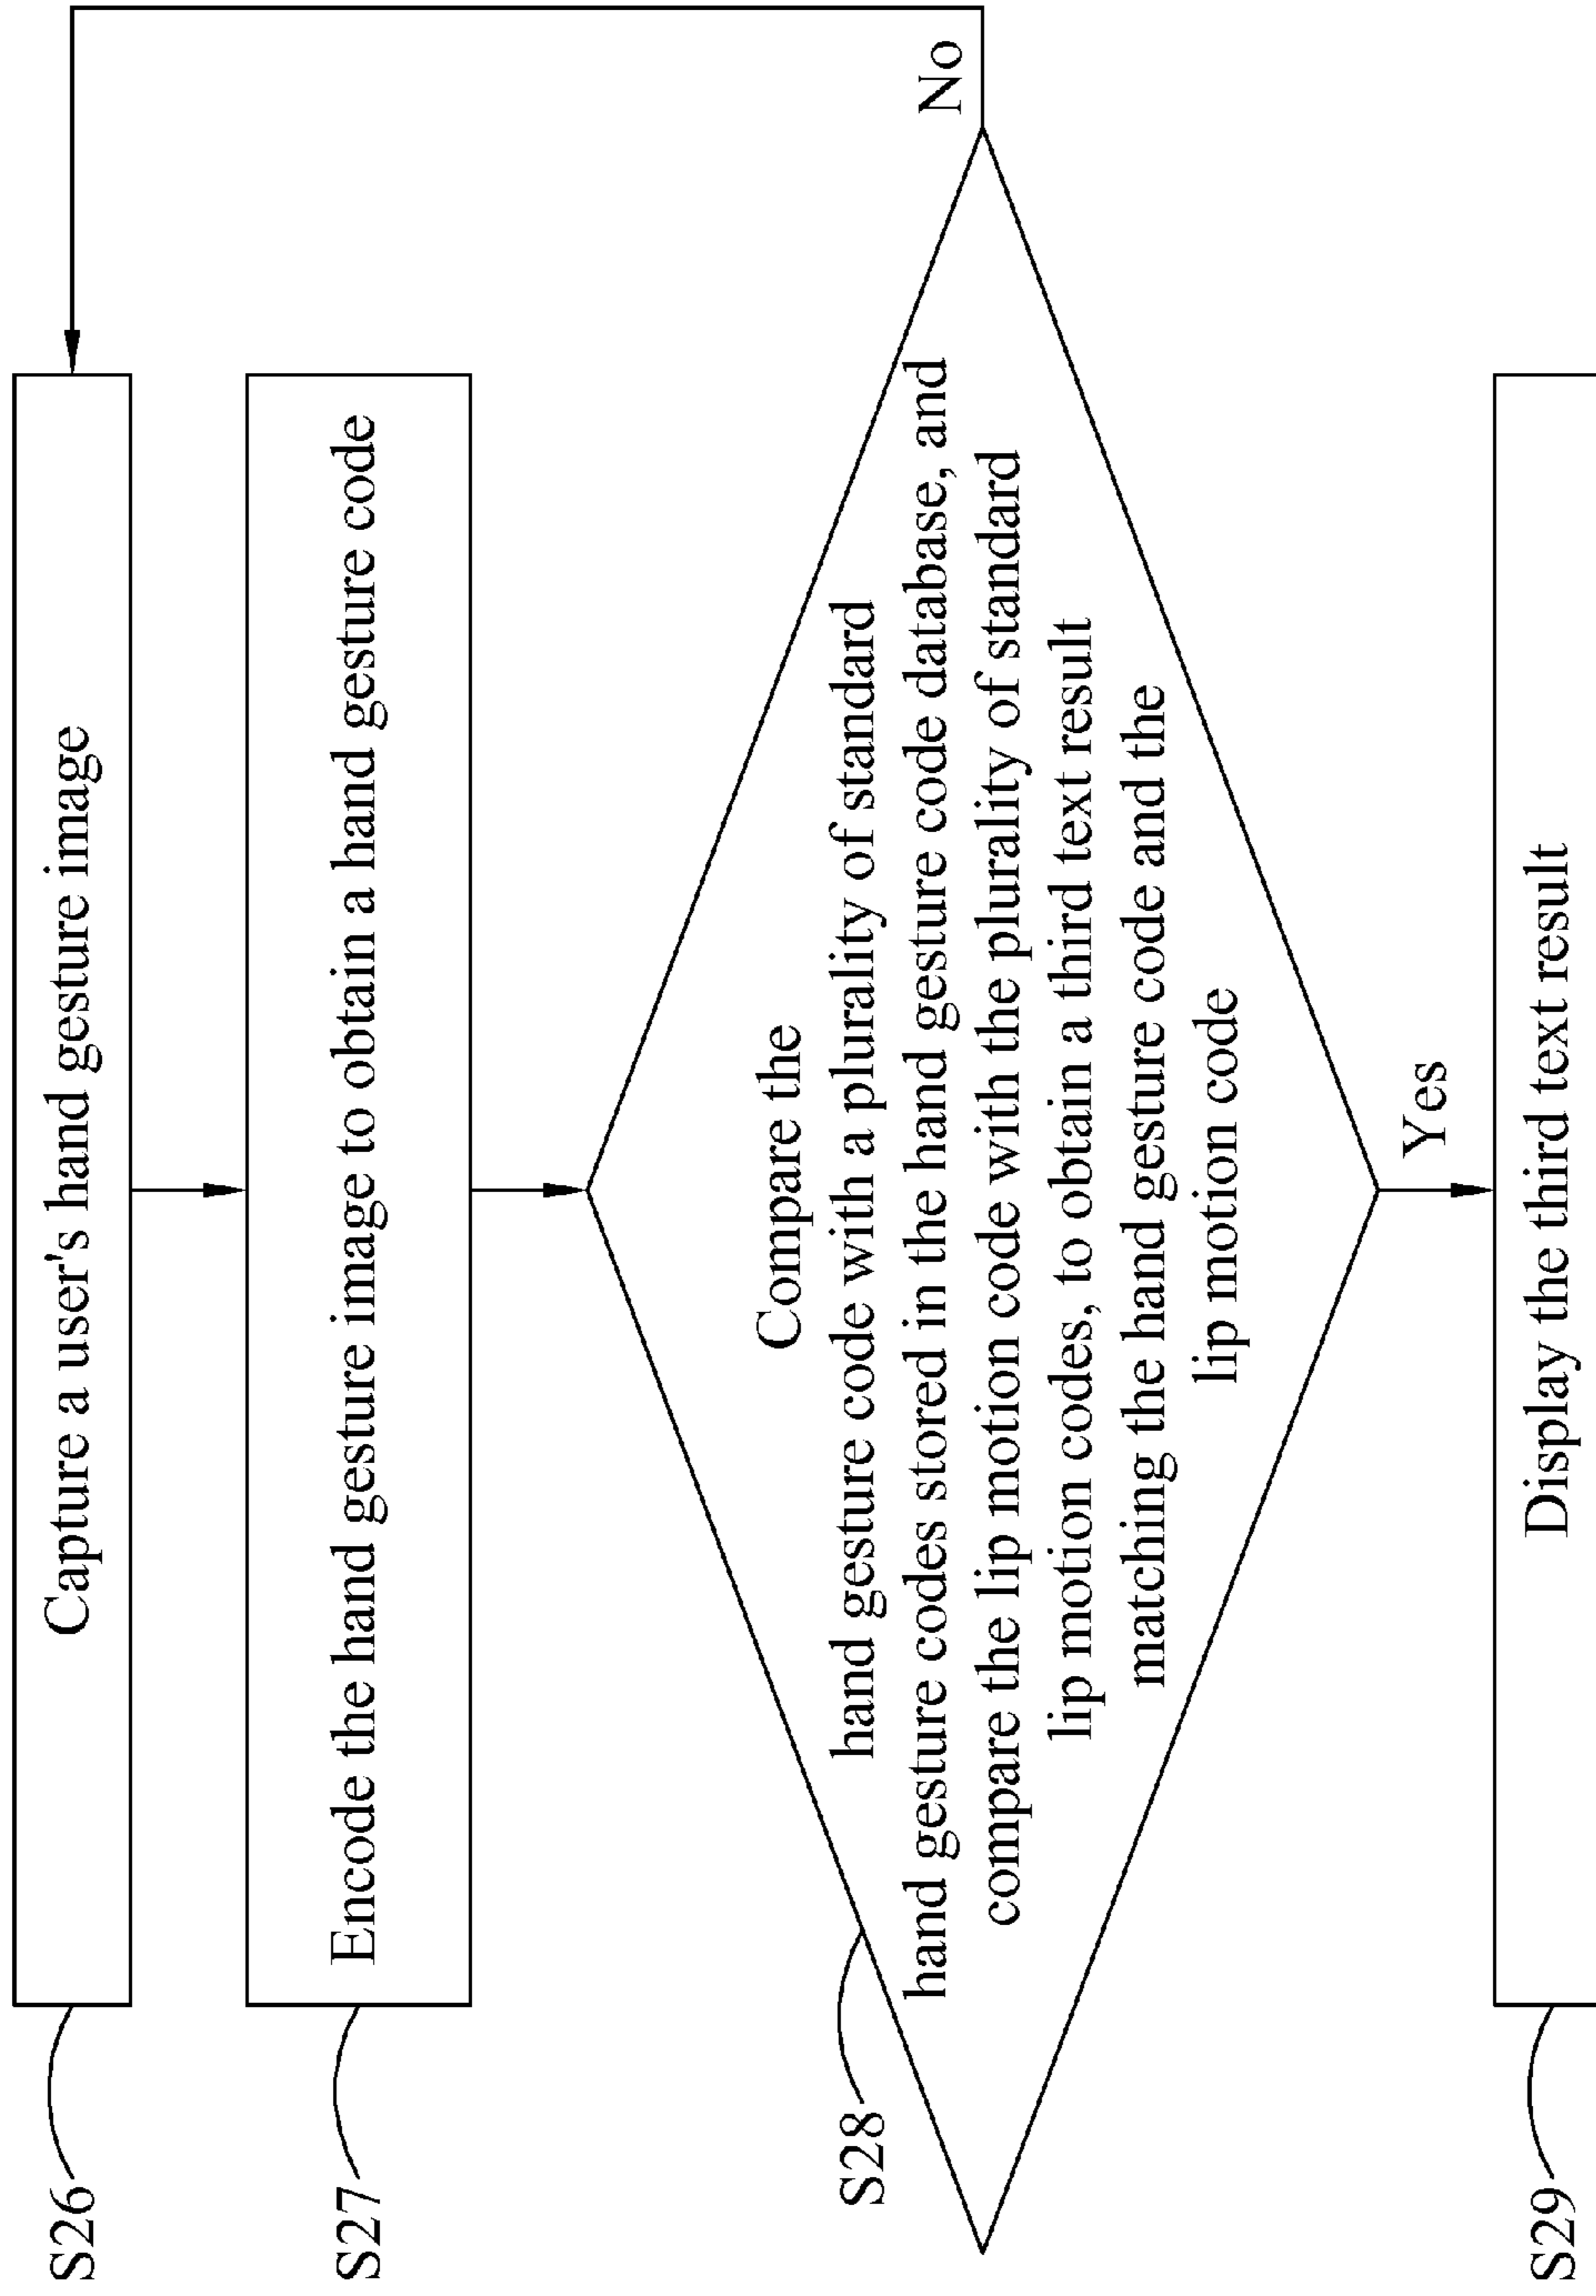 S26
Capture a user's hand gesture image
S27
Encode the hand gesture image to obtain a hand gesture code
S28
Compare the
hand gesture code with a plurality of standard
hand gesture codes stored in the hand gesture code database, and
compare the lip motion code with the plurality of standard
lip motion codes, to obtain a third text result
matching the hand gesture code and the
lip motion code
No
Yes
S29
Display the third text result